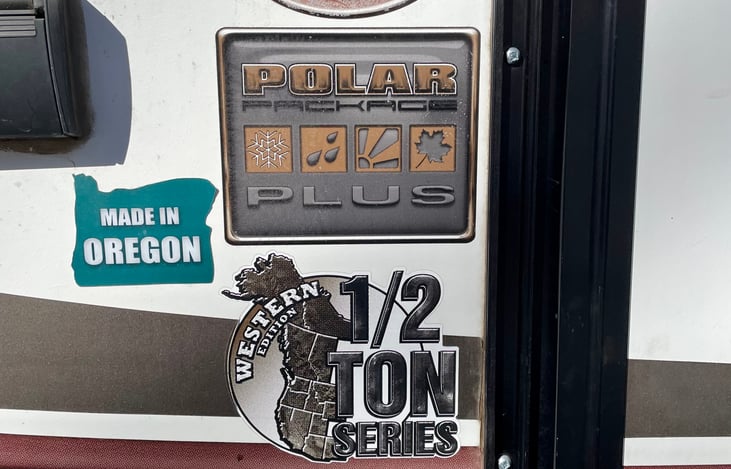 POLAR
PACKAGE
PLUS
MADE IN
OREGON
WESTERN
EDITION
1/2
TON
SERIES